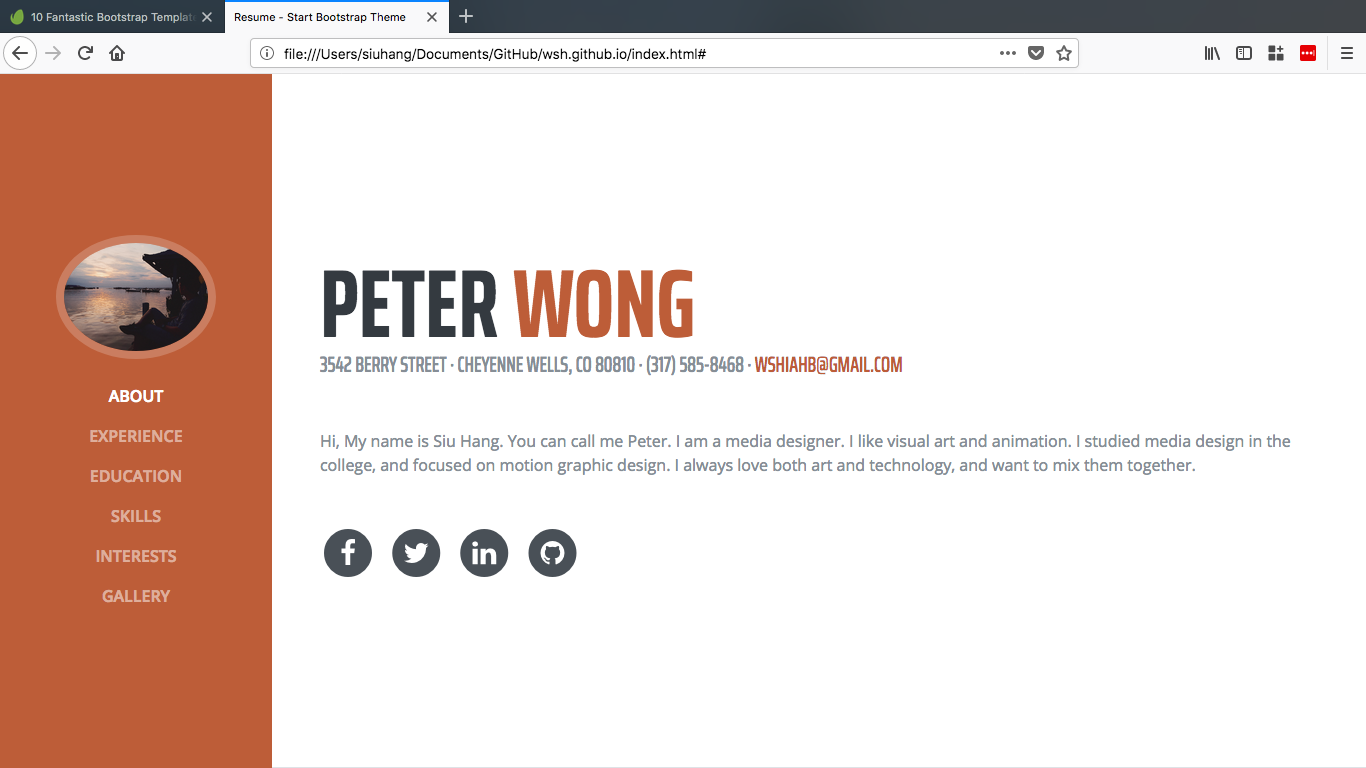 10 Fantastic Bootstrap Templat
Resume - Start Bootstrap Theme
file:///Users/siuhang/Documents/GitHub/wsh.github.io/index.html#
ABOUT
EXPERIENCE
EDUCATION
SKILLS
INTERESTS
GALLERY
PETER WONG
3542 BERRY STREET · CHEYENNE WELLS, CO 80810 · (317) 585-8468 · WSHIAHB@GMAIL.COM
Hi, My name is Siu Hang. You can call me Peter. I am a media designer. I like visual art and animation. I studied media design in the
college, and focused on motion graphic design. I always love both art and technology, and want to mix them together.